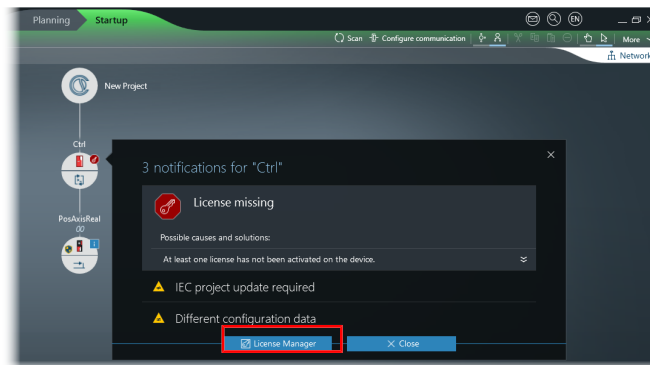 Planning
Startup
EN
Scan
Configure communication
More
Network
New Project
Ctrl
3 notifications for "Ctrl"
License missing
Possible causes and solutions:
At least one license has not been activated on the device.
PosAxisReal
00
IEC project update required
Different configuration data
License Manager
Close